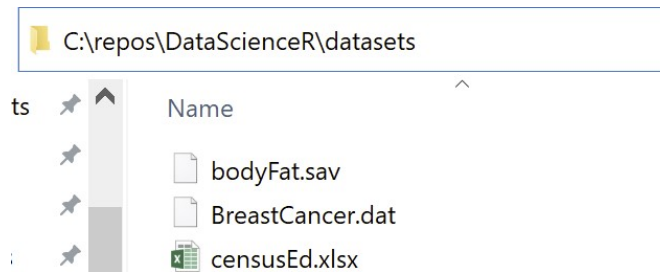 C:\repos\DataScienceR\datasets
ts
Name
bodyFat.sav
BreastCancer.dat
censusEd.xlsx